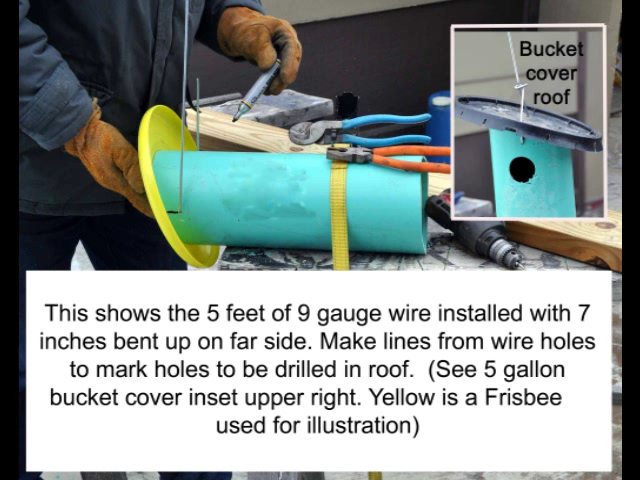 Bucket
cover
roof
This shows the 5 feet of 9 gauge wire installed with 7
inches bent up on far side. Make lines from wire holes
to mark holes to be drilled in roof.  (See 5 gallon
bucket cover inset upper right. Yellow is a Frisbee
used for illustration)